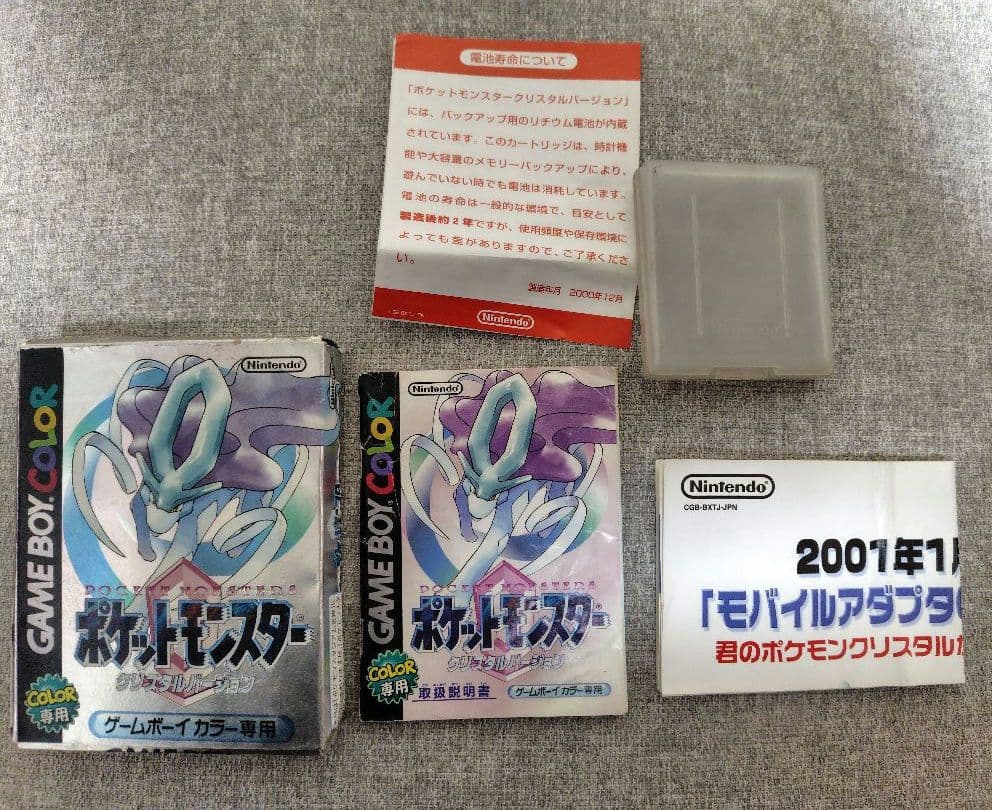 電池寿命について
「ポケットモンスタークリスタルバージョン」
には、バックアップ用のリチウム電池が内蔵
されています。このカートリッジは、時計機
能や大容量のメモリーバックアップにより、
遊んでいない時でも電池は消耗しています。
電池の寿命は一般的な環境で、目安として
製造後約2年ですが、使用頻度や保存環境に
よっても差がありますので、ご了承くださ
い。
製造年月 2000年12月
Nintendo
Nintendo
GAME BOY COLOR
POCKET MONSTERS
ポケットモンスター
クリスタルバージョン
COLOR
専用
ゲームボーイ カラー専用
Nintendo
GAME BOY COLOR
POCKET MONSTERS
ポケットモンスター
クリスタルバージョン
COLOR
専用
取扱説明書
ゲームボーイ カラー専用
Nintendo
CGB-BXTJ-JPN
2001年1月
「モバイルアダプタ
君のポケモンクリスタルが